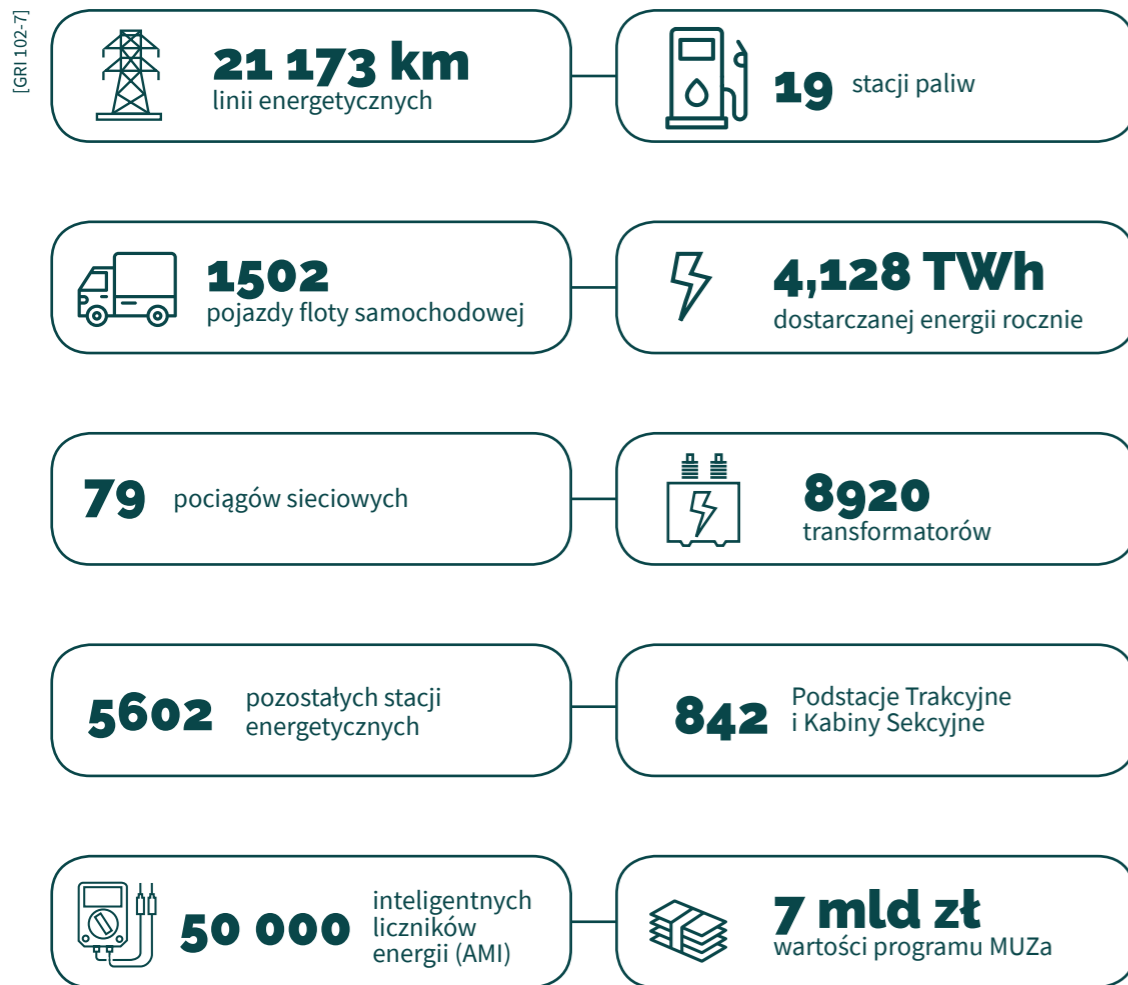 [GRI 102-7]
21 173 km
linii energetycznych
19 stacji paliw
1502
pojazdy floty samochodowej
4,128 TWh
dostarczanej energii rocznie
79 pociągów sieciowych
8920
transformatorów
5602 pozostałych stacji
energetycznych
842 Podstacje Trakcyjne
i Kabiny Sekcyjne
50 000 inteligentnych
liczników
energii (AMI)
7 mld zł
wartości programu MUZa